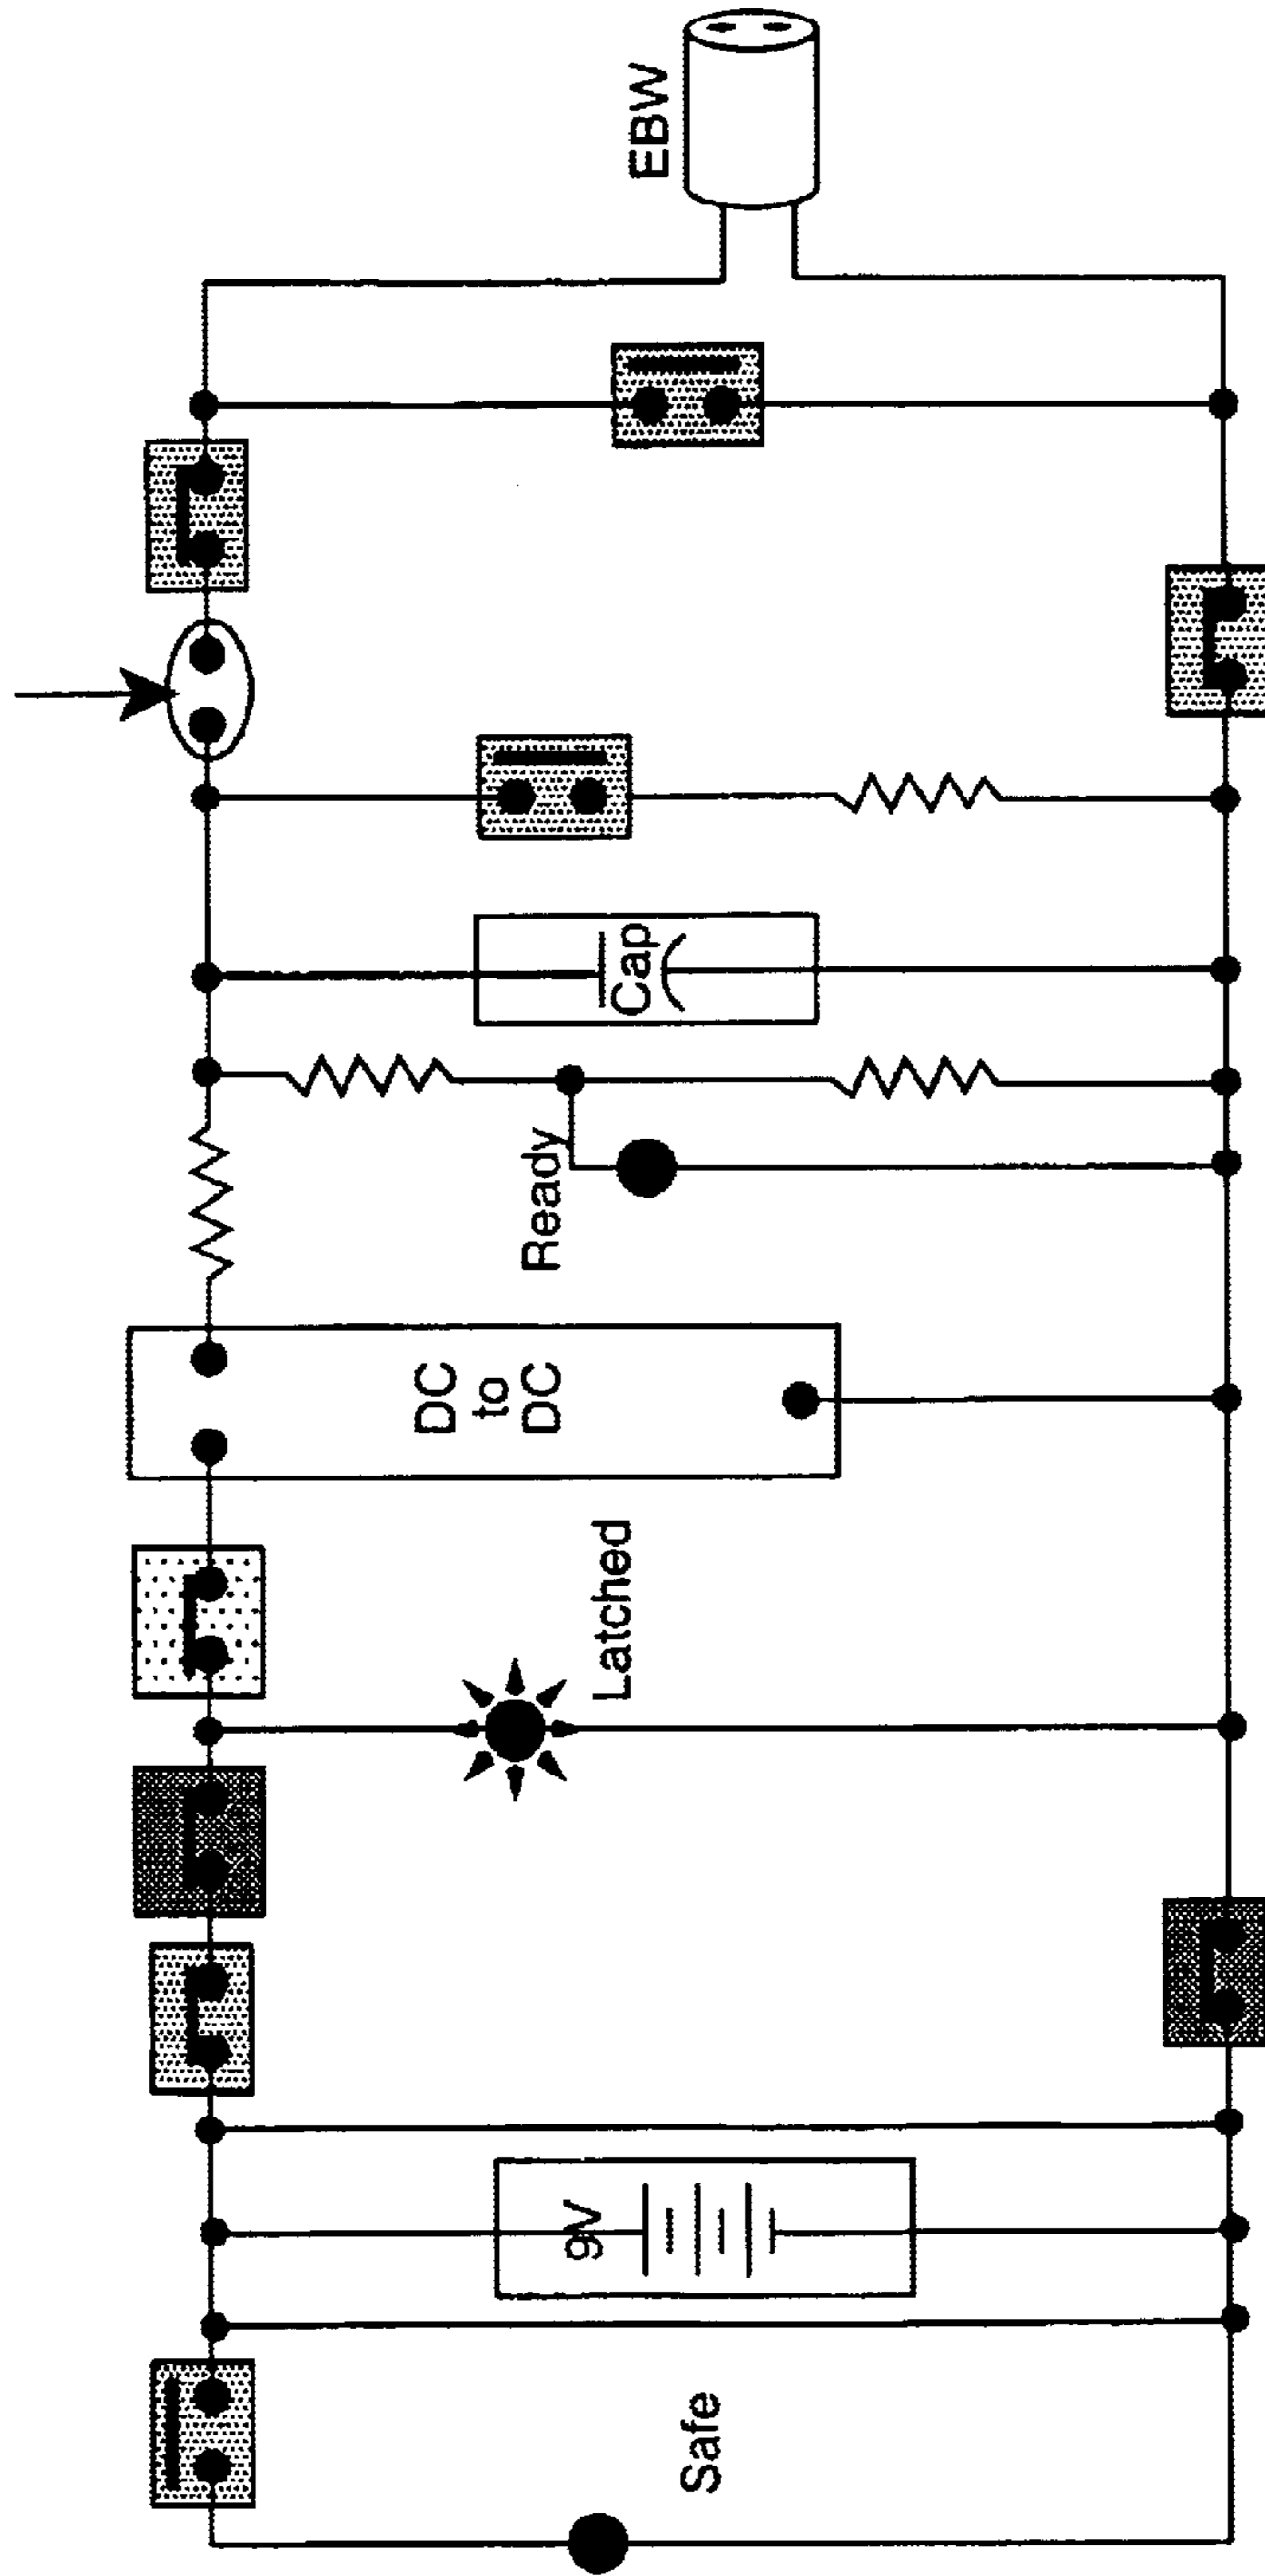 Safe
9V
Latched
DC
to
DC
Ready
Cap
EBW